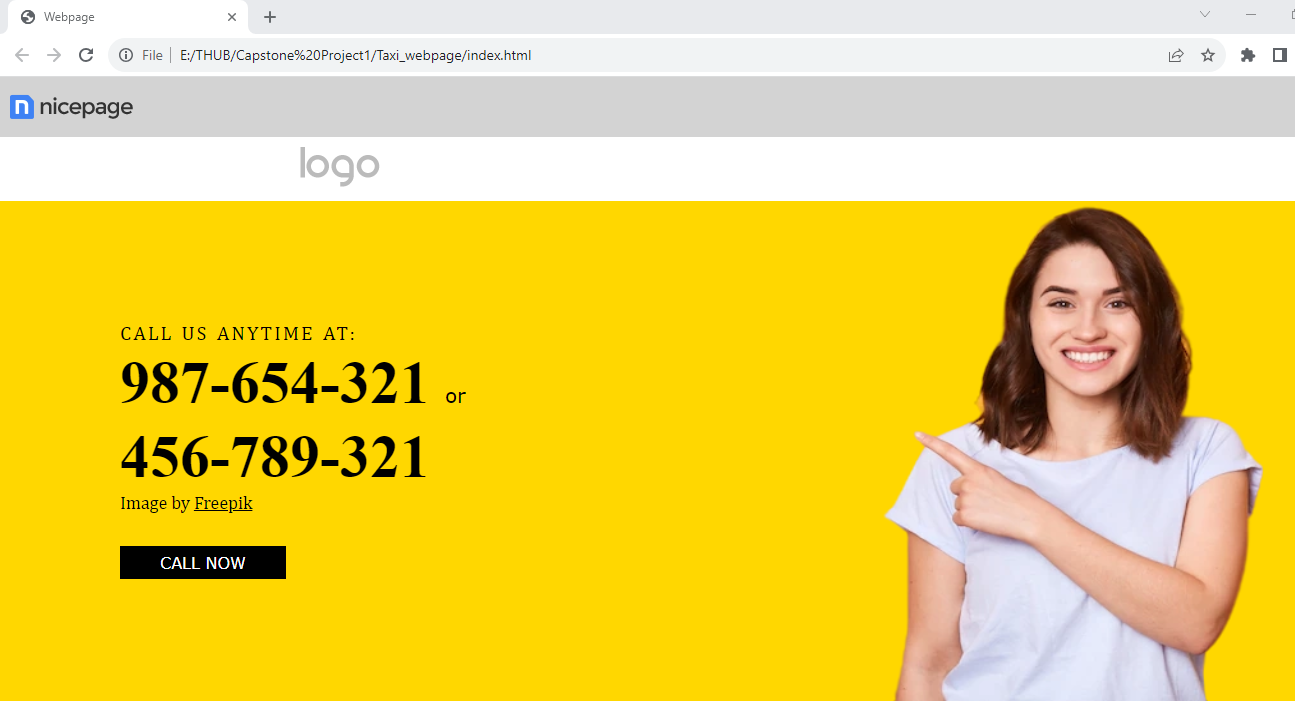 Webpage
File E:/THUB/Capstone%20Project1/Taxi_webpage/index.html
n nicepage
logo
CALL US ANYTIME AT:
987-654-321 or
456-789-321
Image by Freepik
CALL NOW